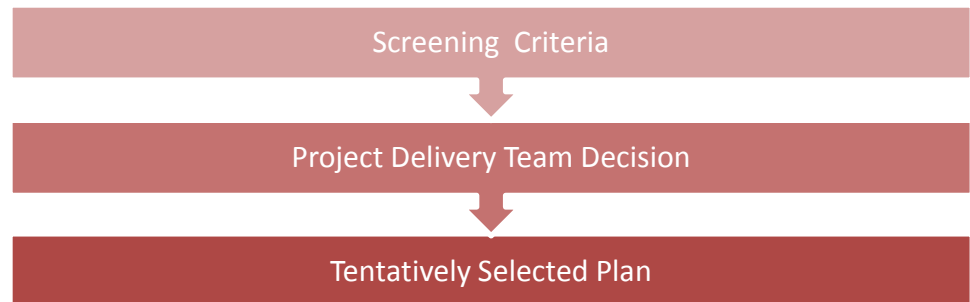 Screening Criteria
Project Delivery Team Decision
Tentatively Selected Plan